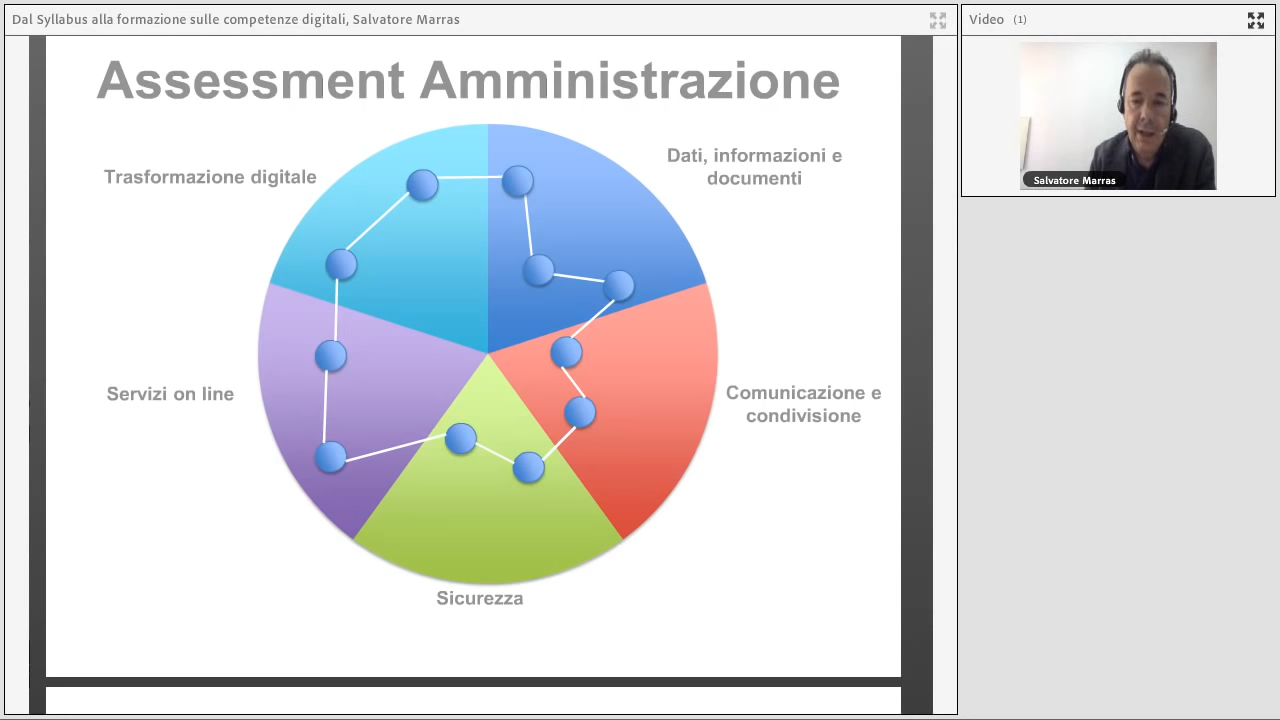 Dal Syllabus alla formazione sulle competenze digitali, Salvatore Marras
Video (1)
Assessment Amministrazione
Trasformazione digitale
Dati, informazioni e
documenti
Servizi on line
Comunicazione e
condivisione
Sicurezza
Salvatore Marras